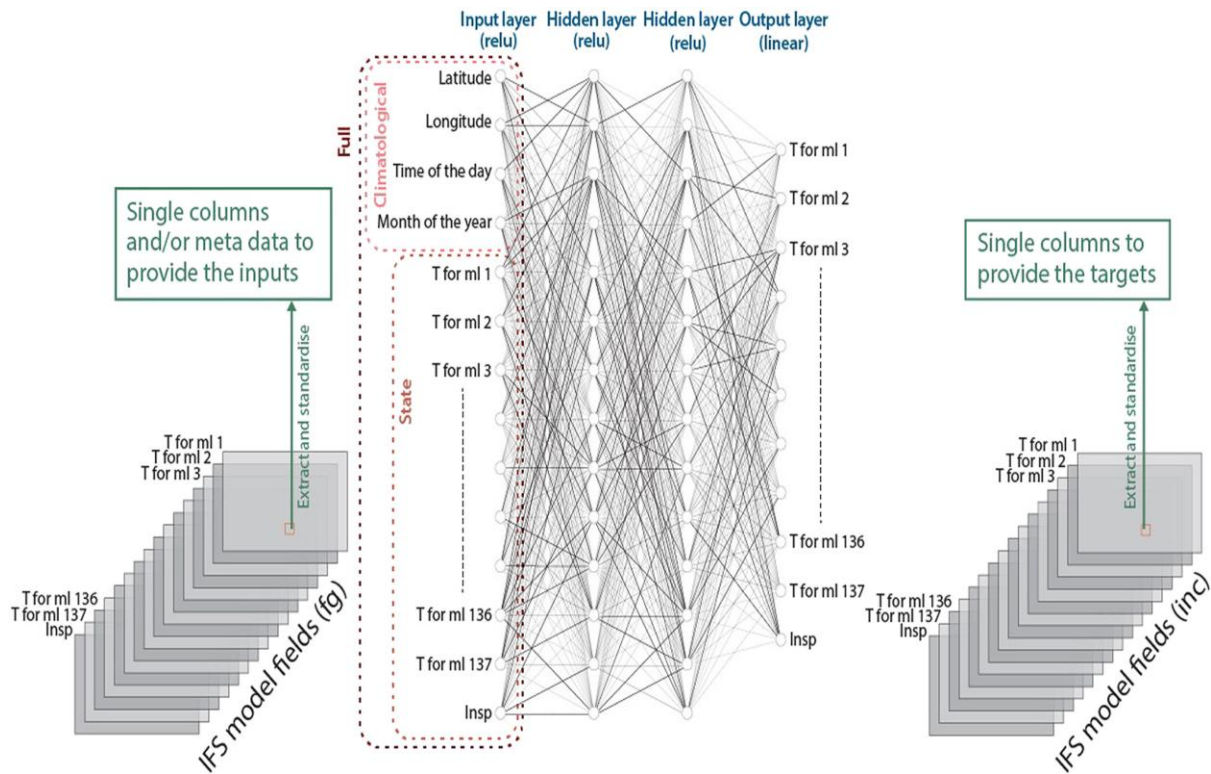 Input layer
(relu)
Hidden layer
(relu)
Hidden layer
(relu)
Output layer
(linear)
Full
Climatological
State
Latitude
Longitude
Time of the day
Month of the year
T for ml 1
T for ml 2
T for ml 3
T for ml 136
T for ml 137
lnsp
T for ml 1
T for ml 2
T for ml 3
T for ml 136
T for ml 137
lnsp
Single columns
and/or meta data to
provide the inputs
Extract and standardise
T for ml 1
T for ml 2
T for ml 3
T for ml 136
T for ml 137
lnsp
IFS model fields (fg)
Single columns to
provide the targets
Extract and standardise
T for ml 1
T for ml 2
T for ml 3
T for ml 136
T for ml 137
lnsp
IFS model fields (inc)